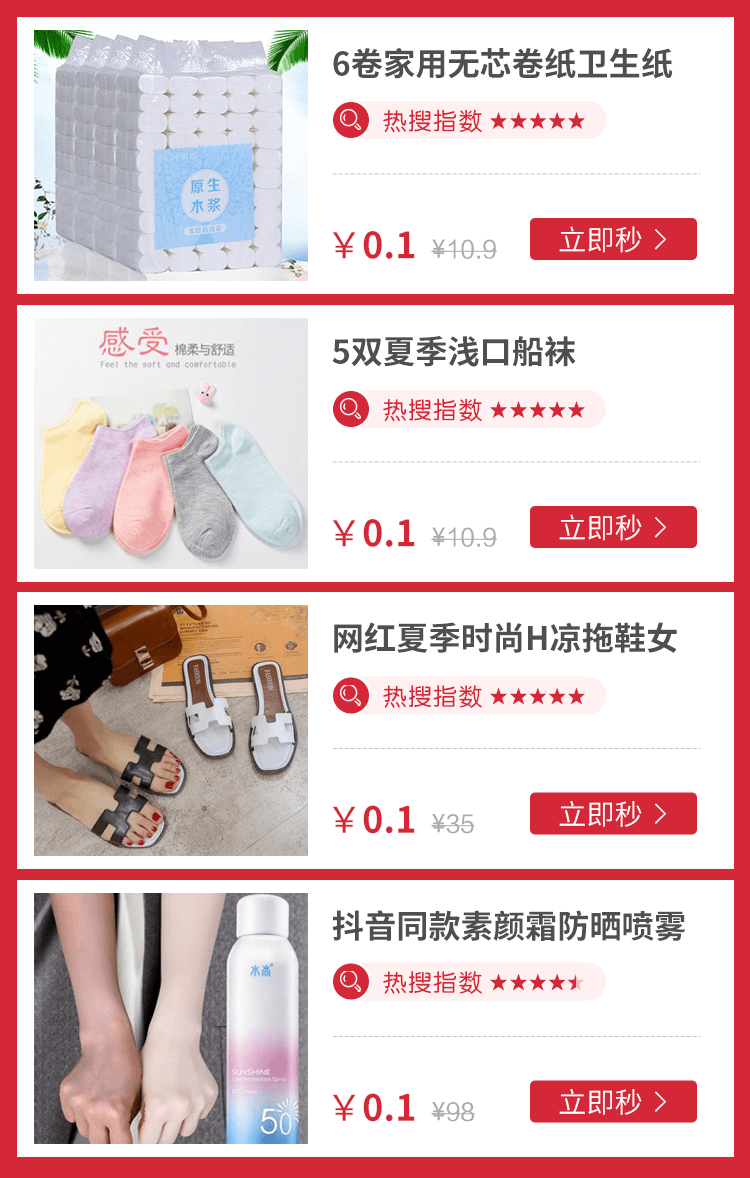 6卷家用无芯卷纸卫生纸
热搜指数 ★★★★★
原生
木浆
¥0.1 ¥10.9 立即秒
感受 棉柔与舒适
Feel the soft and comfortable
5双夏季浅口船袜
热搜指数 ★★★★★
¥0.1 ¥10.9 立即秒
网红夏季时尚H凉拖鞋女
热搜指数 ★★★★★
FASHION FASHION
¥0.1 ¥35 立即秒
抖音同款素颜霜防晒喷雾
热搜指数
水尚
SUNSHINE
50
¥0.1 ¥98 立即秒